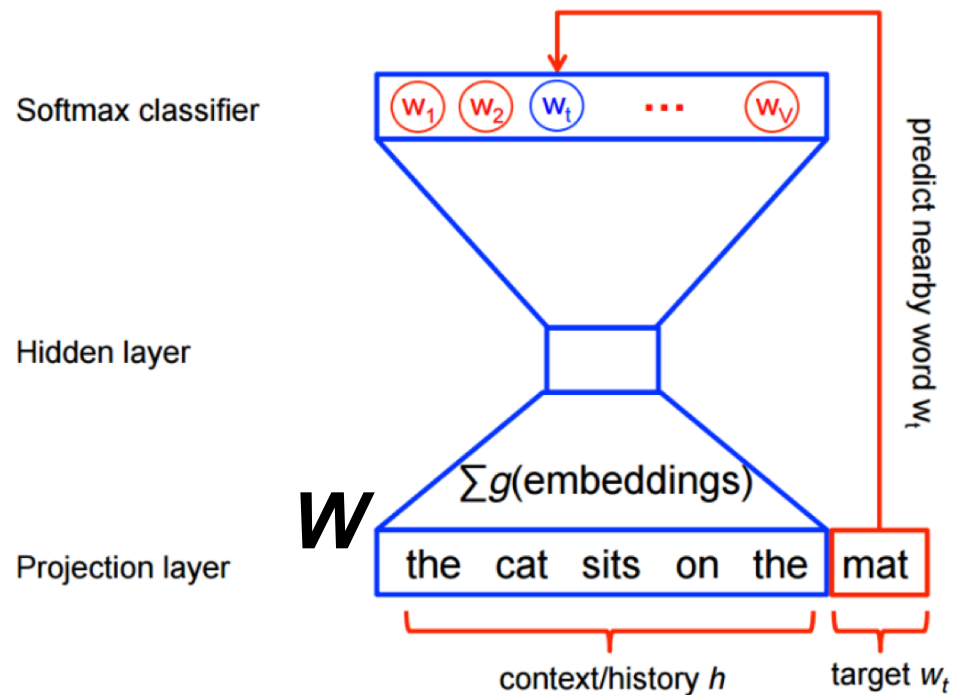 Softmax classifier
w1 w2 wt ... wV
predict nearby word wt
Hidden layer
∑g(embeddings)
W
Projection layer
the cat sits on the mat
context/history h
target wt